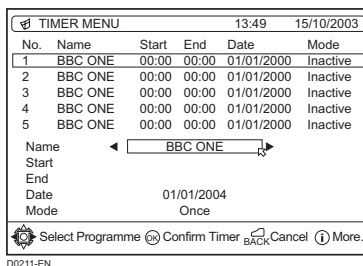 TIMER MENU 13:49 15/10/2003
No. Name Start End Date Mode
1 BBC ONE 00:00 00:00 01/01/2000 Inactive
2 BBC ONE 00:00 00:00 01/01/2000 Inactive
3 BBC ONE 00:00 00:00 01/01/2000 Inactive
4 BBC ONE 00:00 00:00 01/01/2000 Inactive
5 BBC ONE 00:00 00:00 01/01/2000 Inactive
Name BBC ONE
Start
End
Date 01/01/2004
Mode Once
Select Programme OK Confirm Timer BACK Cancel i More.
D0211-EN